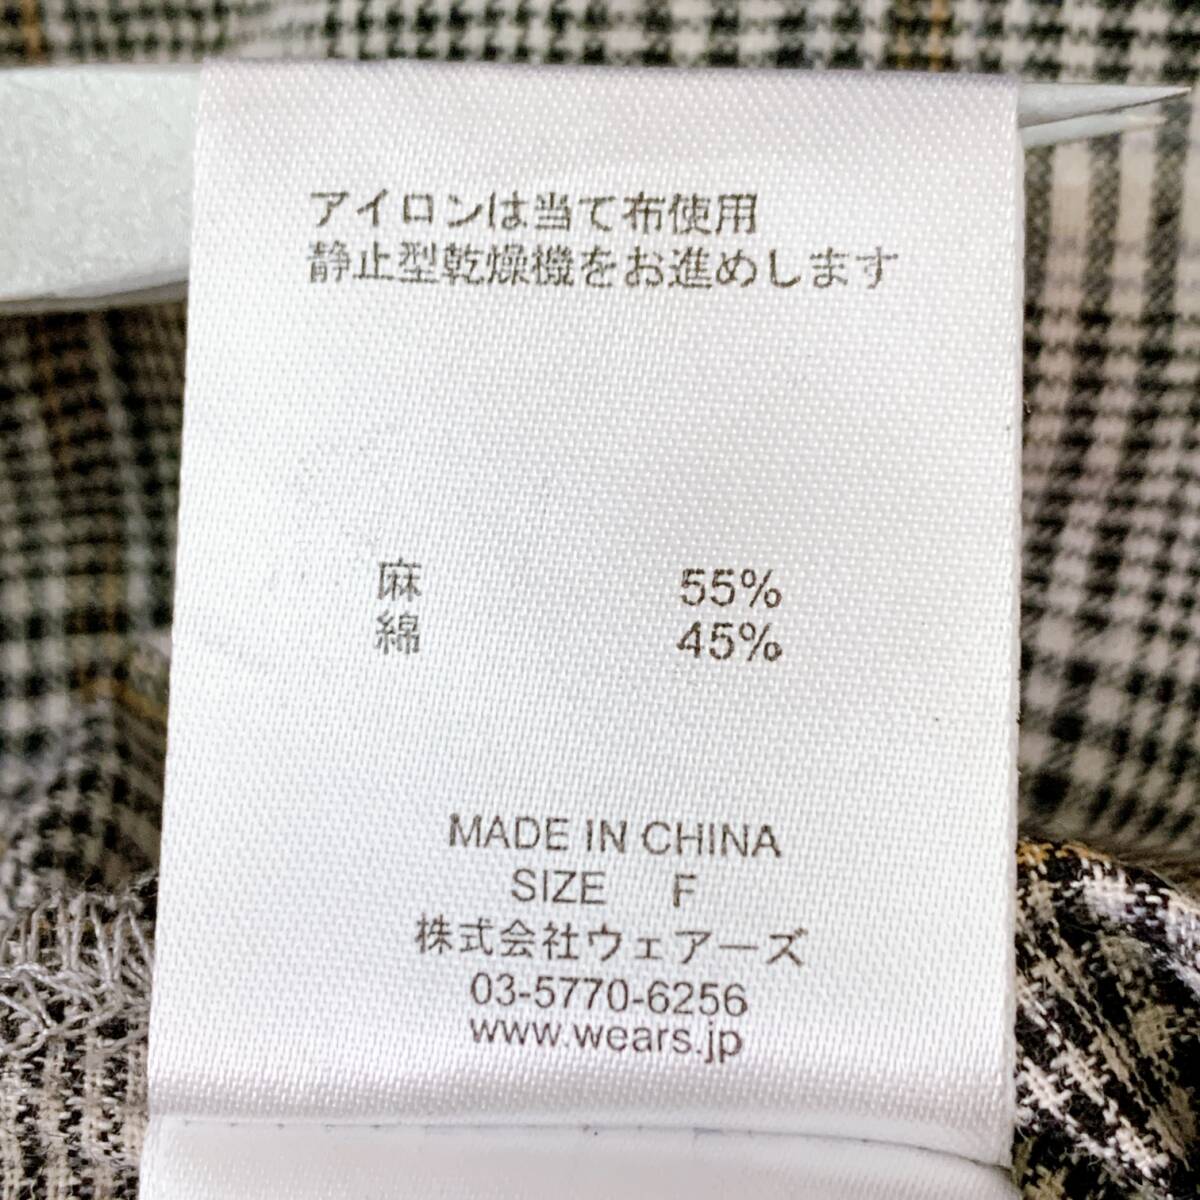 アイロンは当て布使用
静止型乾燥機をお進めします
麻 55%
綿 45%
MADE IN CHINA
SIZE F
株式会社ウェアーズ
03-5770-6256
www.wears.jp